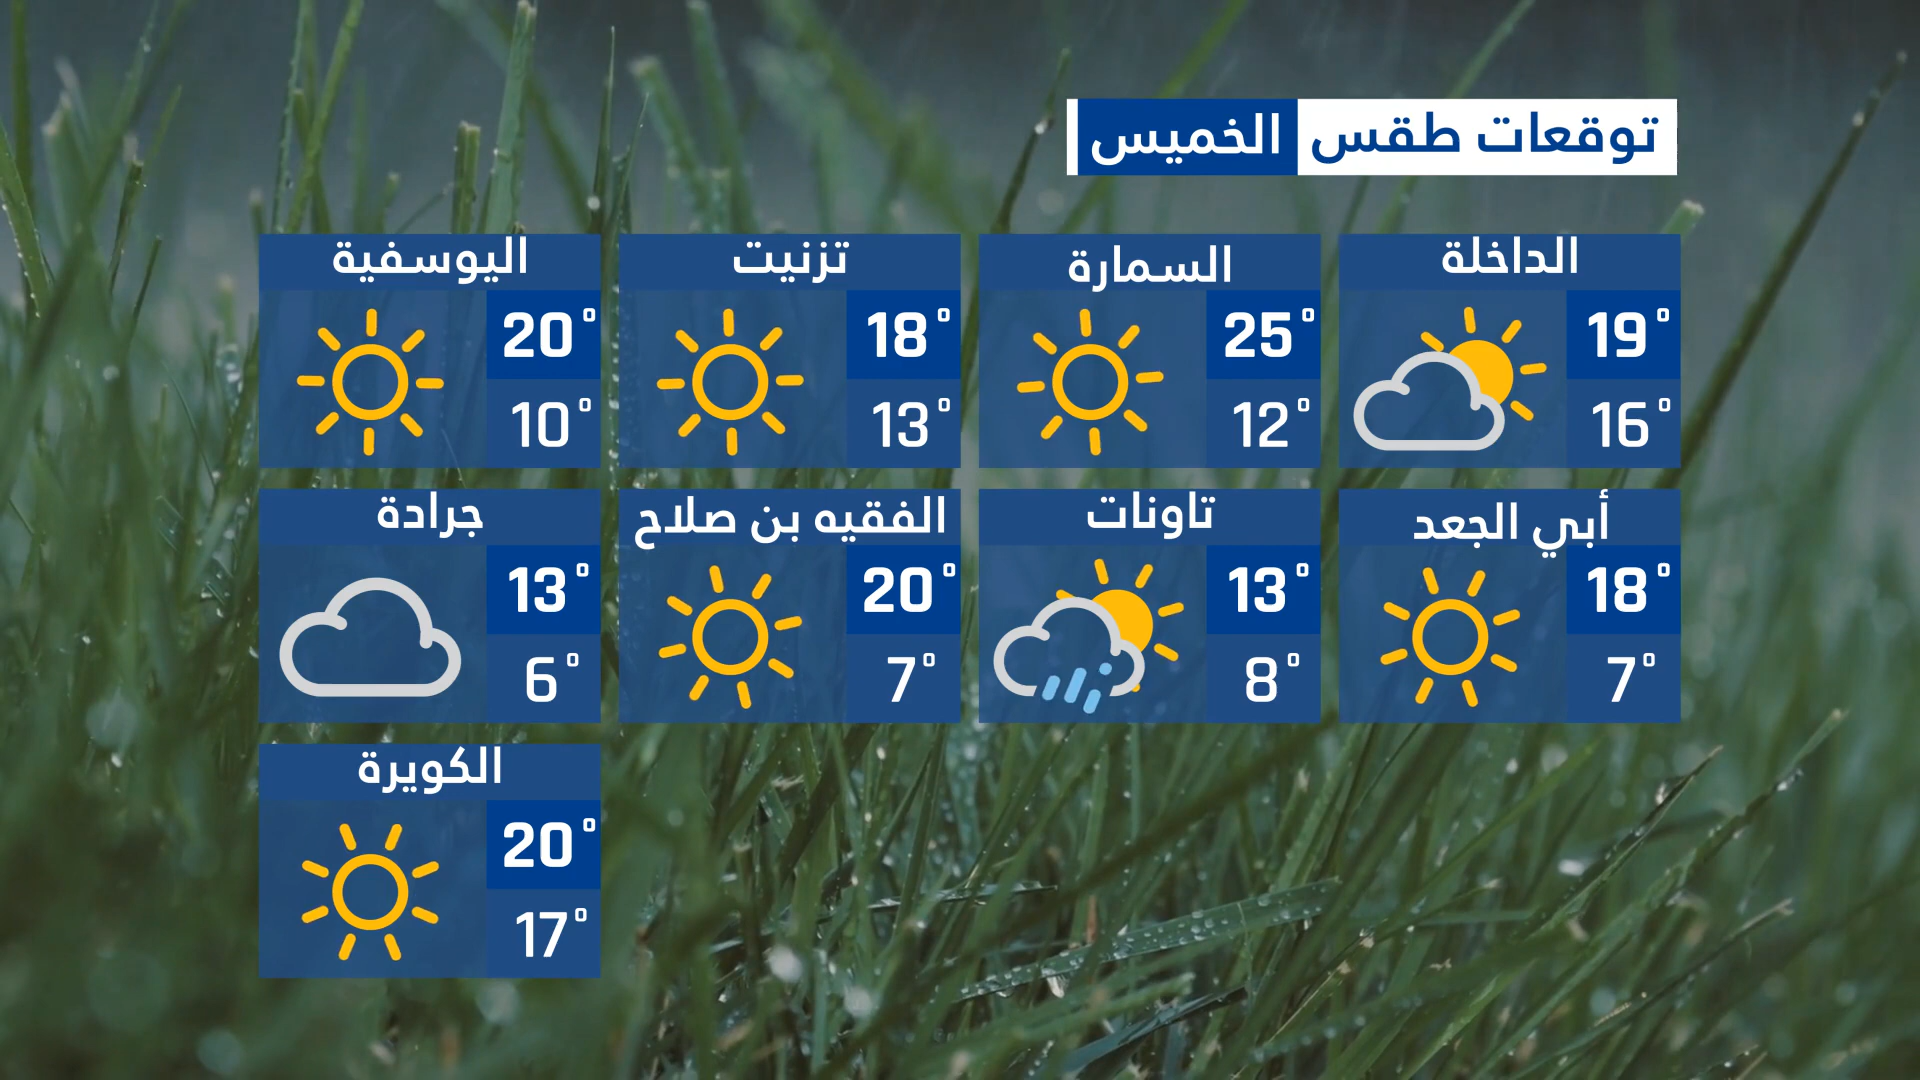 توقعات طقس الخميس
الداخلة
19°
16°
السمارة
25°
12°
تزنيت
18°
13°
اليوسفية
20°
10°
أبي الجعد
18°
7°
تاونات
13°
8°
الفقيه بن صلاح
20°
7°
جرادة
13°
6°
الكويرة
20°
17°